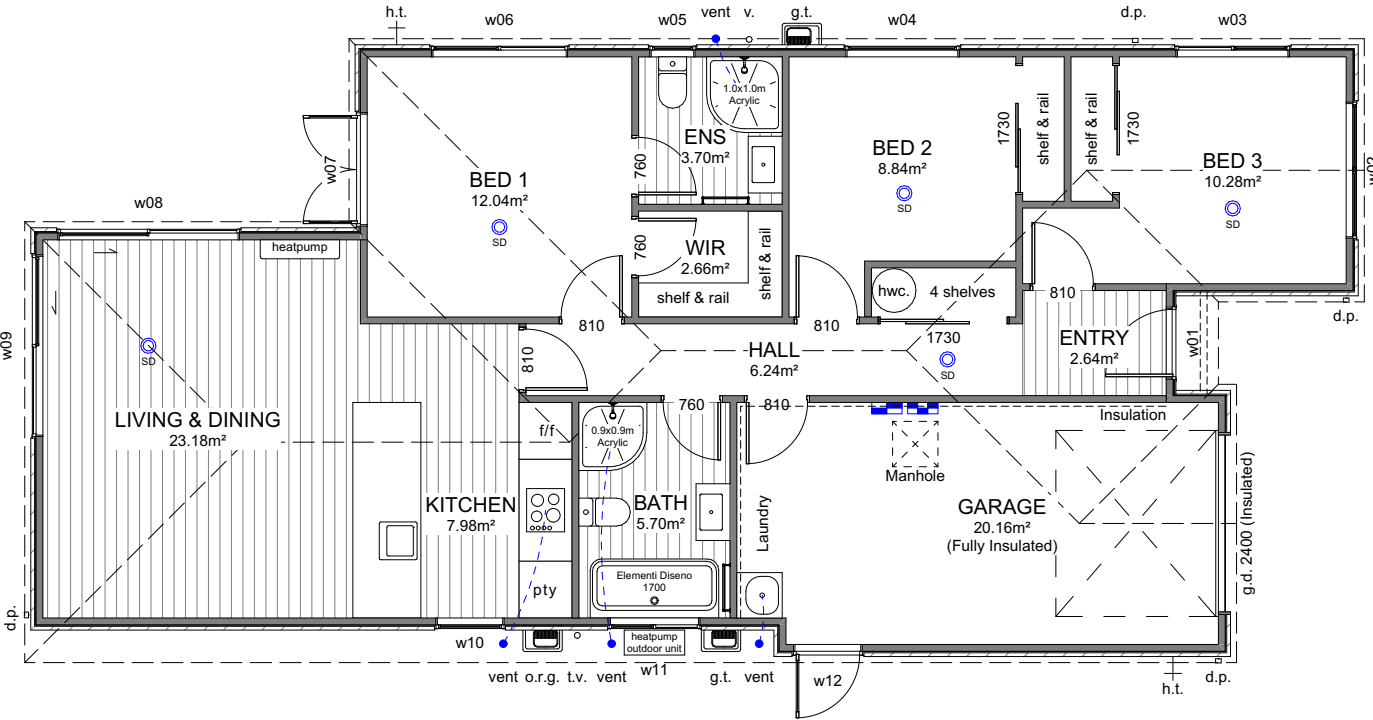 h.t.
w06
w05
vent
v.
g.t.
w04
d.p.
w03
1.0x1.0m
Acrylic
ENS
3.70m²
760
BED 1
12.04m²
SD
w07
w08
heatpump
BED 2
8.84m²
SD
1730
shelf & rail
shelf & rail
1730
BED 3
10.28m²
SD
w02
WIR
2.66m²
760
shelf & rail
shelf & rail
hwc.
4 shelves
810
810
810
810
1730
HALL
6.24m²
SD
ENTRY
2.64m²
w01
d.p.
w09
SD
LIVING & DINING
23.18m²
760
810
f/f
0.9x0.9m
Acrylic
Insulation
Manhole
KITCHEN
7.98m²
BATH
5.70m²
Laundry
GARAGE
20.16m²
(Fully Insulated)
g.d. 2400 (Insulated)
pty
Elementi Diseno
1700
d.p.
w10
heatpump
outdoor unit
w11
vent
o.r.g.
t.v.
vent
g.t.
vent
w12
h.t.
d.p.